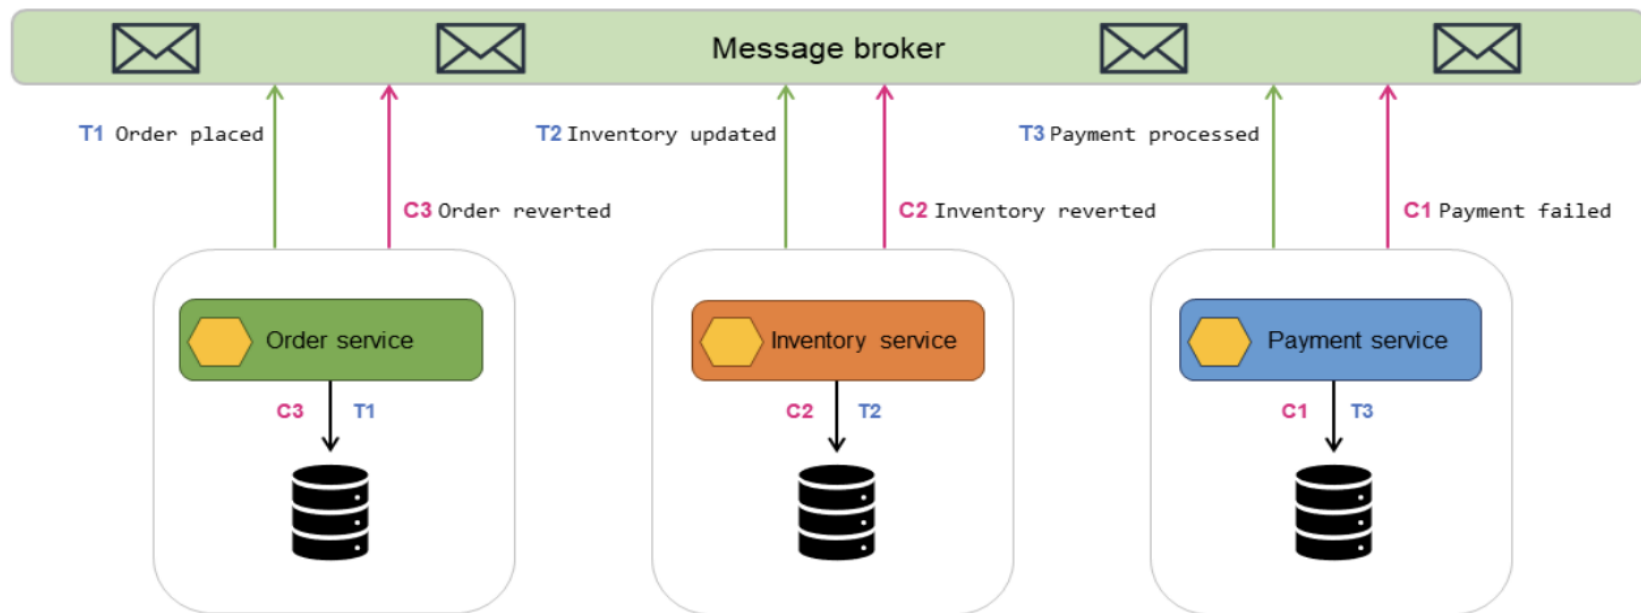 Message broker
T1 Order placed
T2 Inventory updated
T3 Payment processed
C3 Order reverted
C2 Inventory reverted
C1 Payment failed
Order service
Inventory service
Payment service
C3 T1
C2 T2
C1 T3